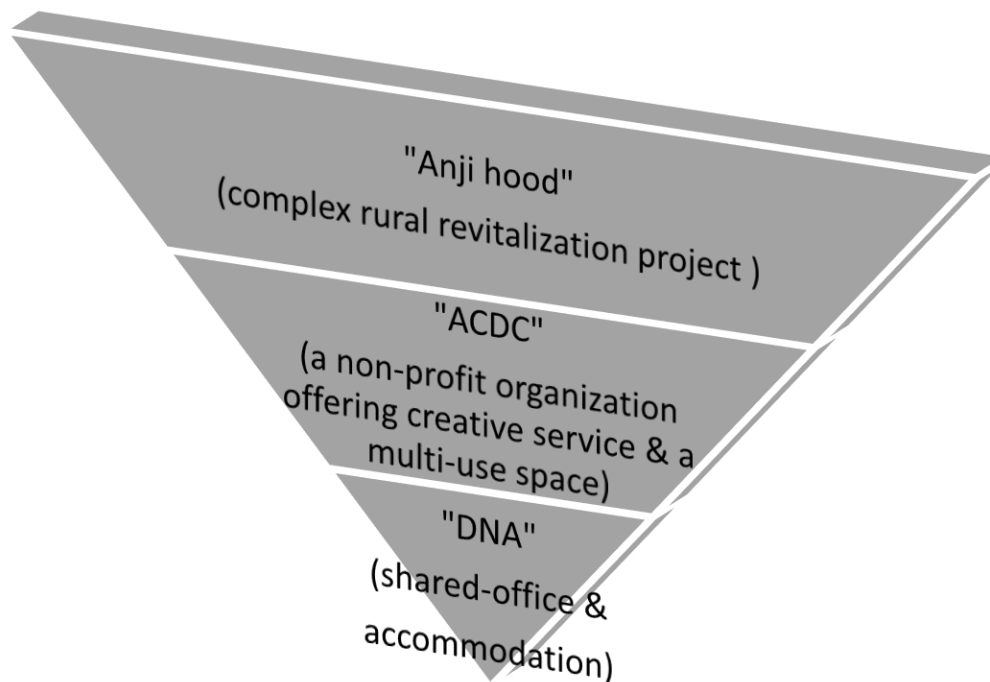 "Anji hood"
(complex rural revitalization project )
"ACDC"
(a non-profit organization
offering creative service & a
multi-use space)
"DNA"
(shared-office &
accommodation)